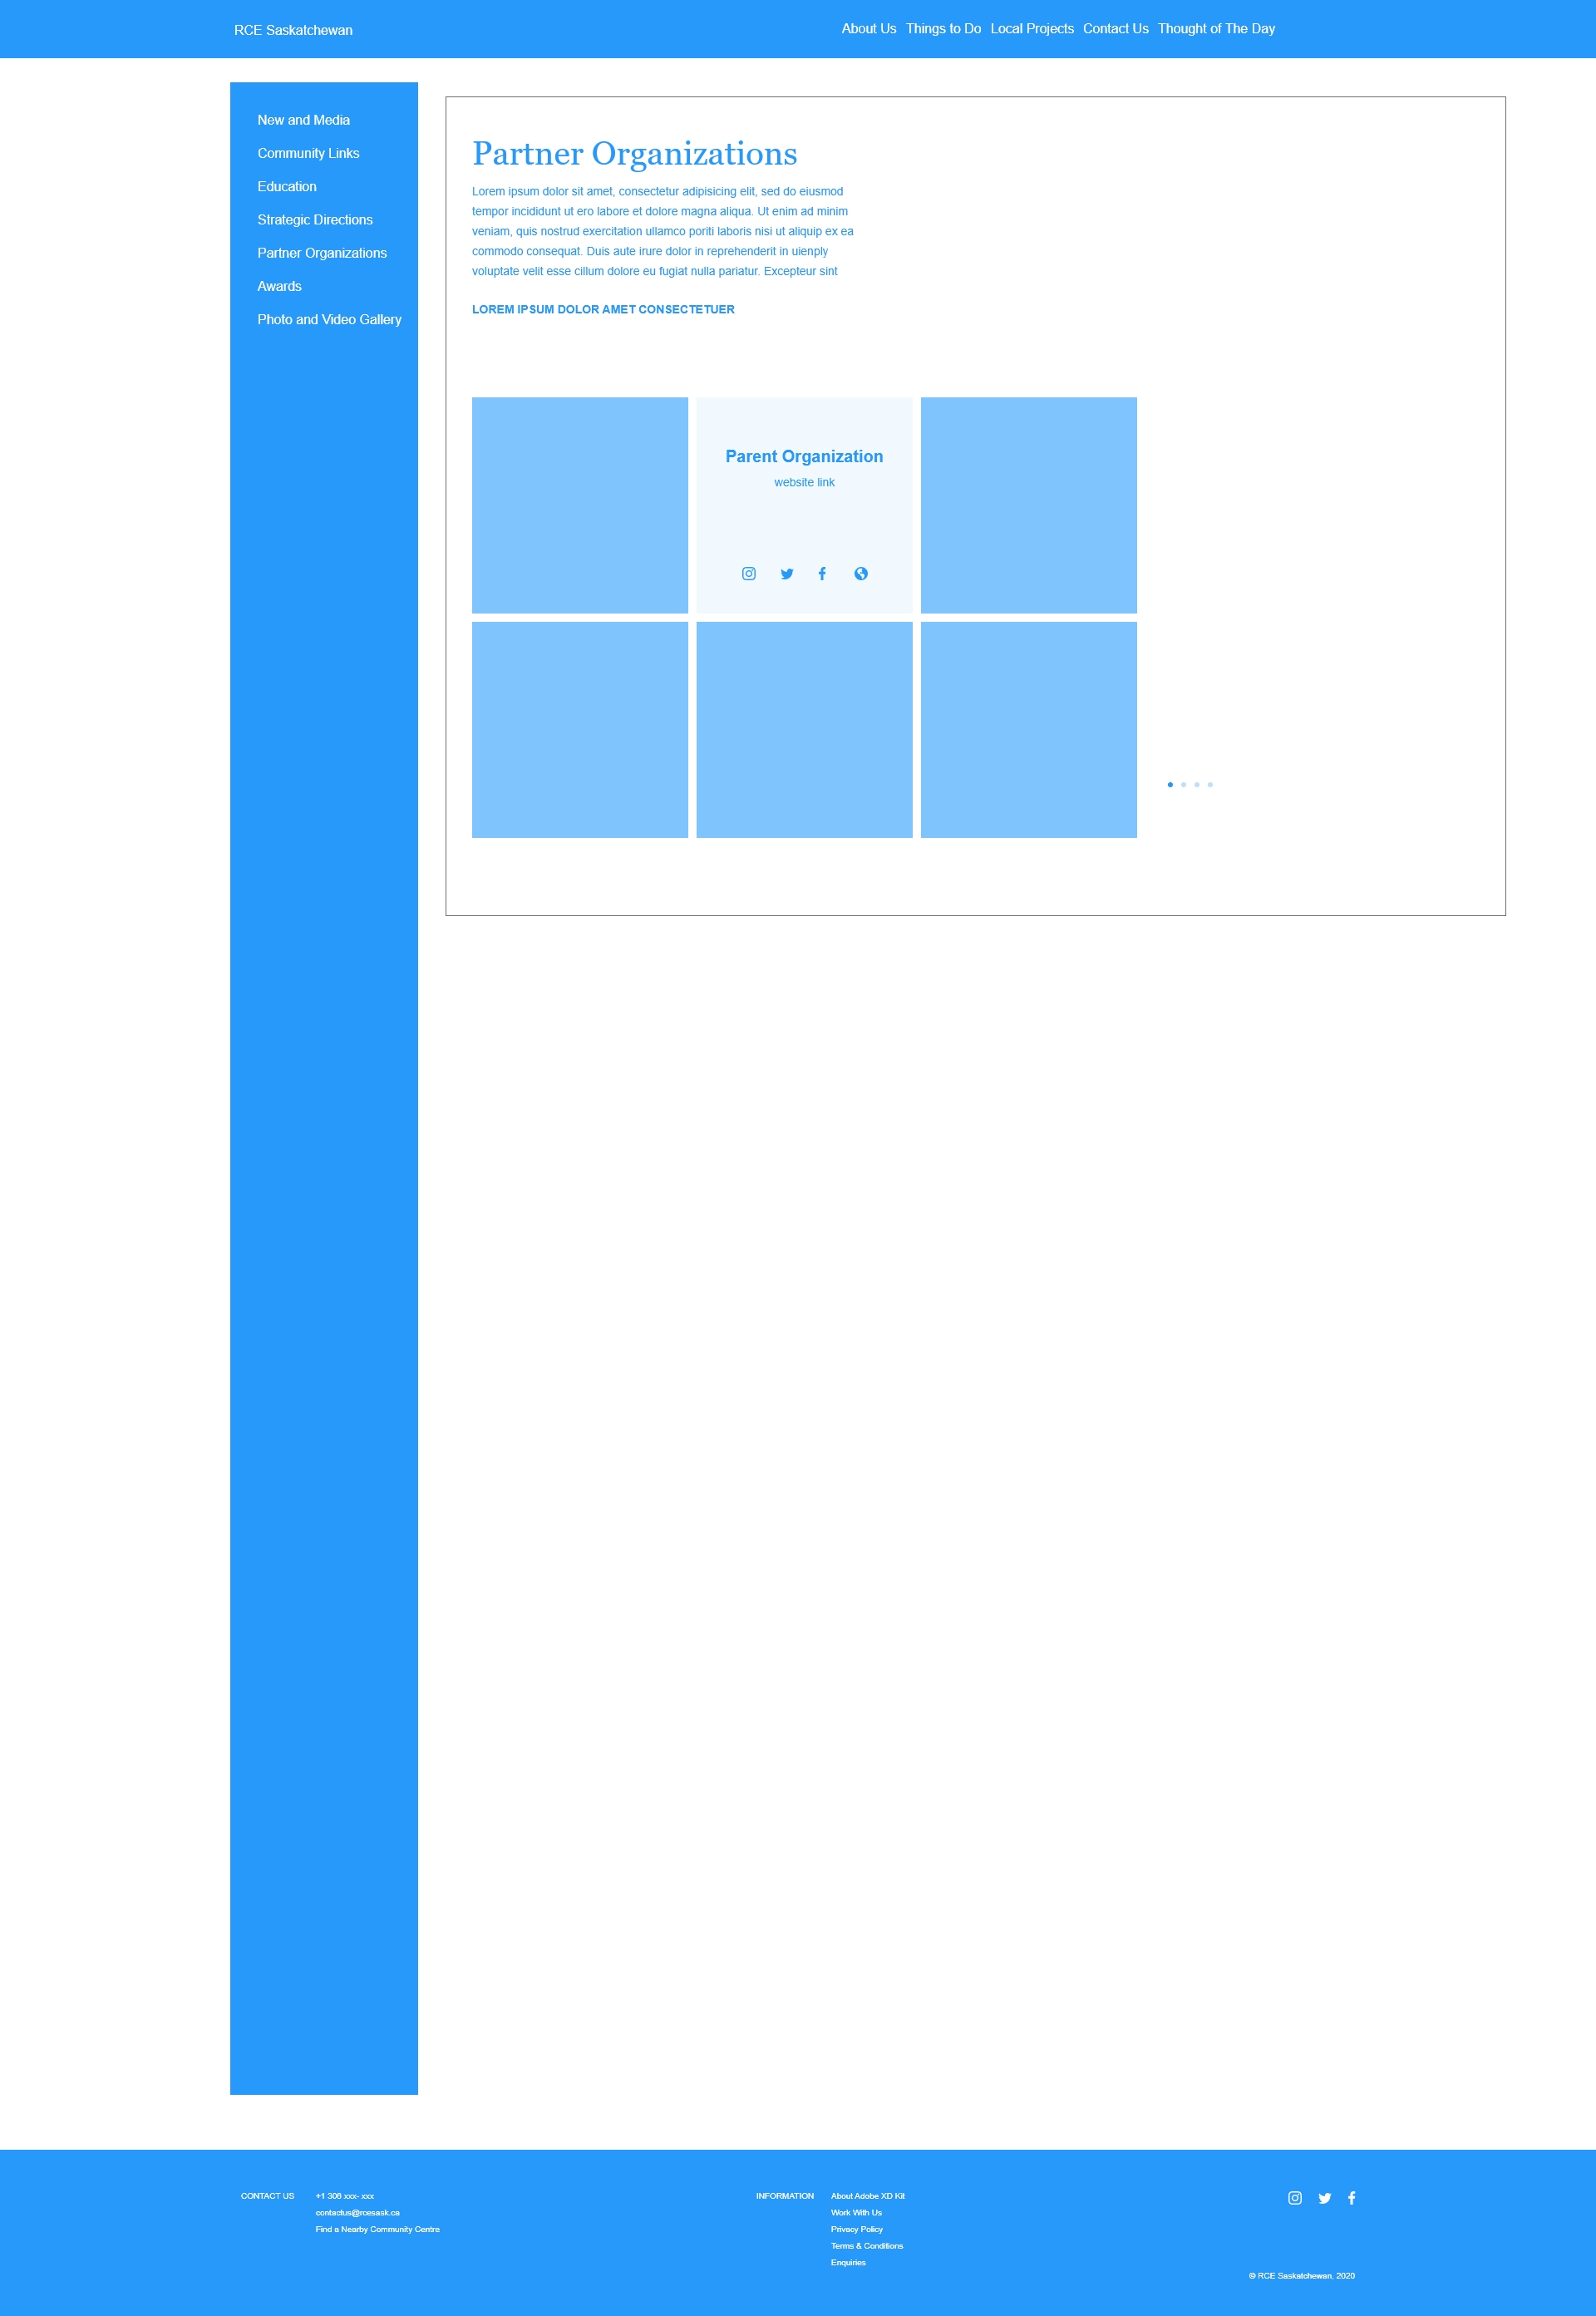 RCE Saskatchewan
About Us Things to Do Local Projects Contact Us Thought of The Day
New and Media
Community Links
Education
Strategic Directions
Partner Organizations
Awards
Photo and Video Gallery
Partner Organizations
Lorem ipsum dolor sit amet, consectetur adipisicing elit, sed do eiusmod
tempor incididunt ut ero labore et dolore magna aliqua. Ut enim ad minim
veniam, quis nostrud exercitation ullamco poriti laboris nisi ut aliquip ex ea
commodo consequat. Duis aute irure dolor in reprehenderit in uienply
voluptate velit esse cillum dolore eu fugiat nulla pariatur. Excepteur sint
LOREM IPSUM DOLOR AMET CONSECTETUER
Parent Organization
website link
CONTACT US
+1 306 xxx- xxx
contactus@rcesask.ca
Find a Nearby Community Centre
INFORMATION
About Adobe XD Kit
Work With Us
Privacy Policy
Terms & Conditions
Enquiries
© RCE Saskatchewan, 2020